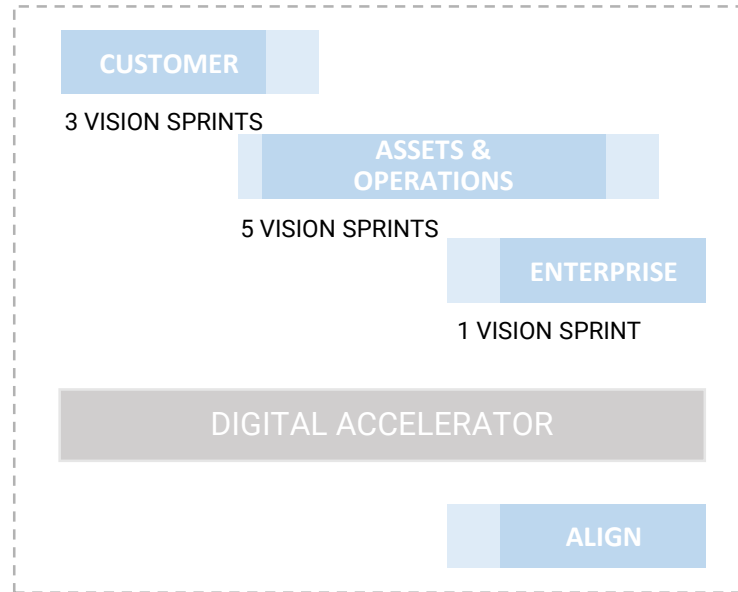 CUSTOMER
3 VISION SPRINTS
ASSETS &
OPERATIONS
5 VISION SPRINTS
ENTERPRISE
1 VISION SPRINT
DIGITAL ACCELERATOR
ALIGN